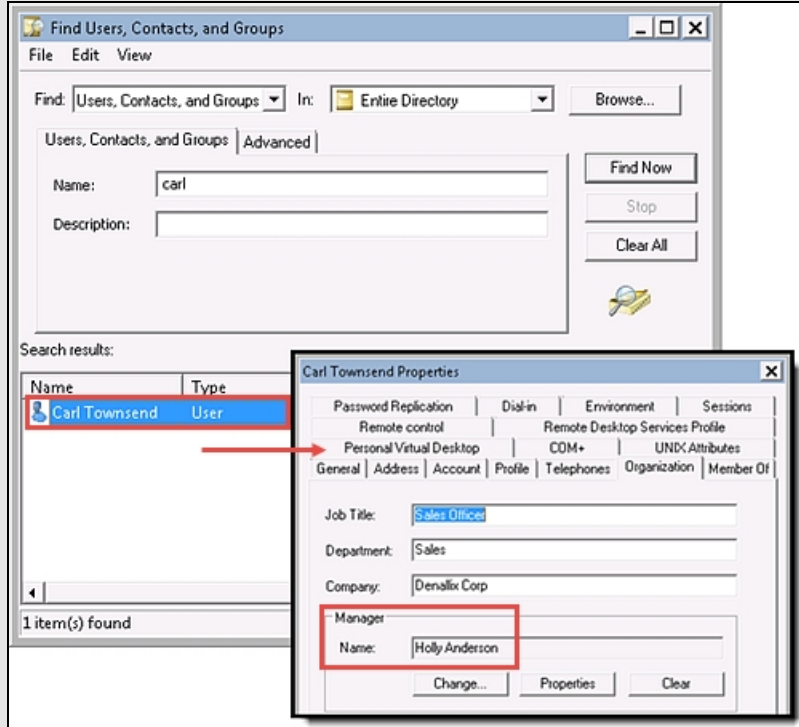 Find Users, Contacts, and Groups
File Edit View
Find: Users, Contacts, and Groups In: Entire Directory Browse...
Users, Contacts, and Groups Advanced
Name: carl
Description:
Find Now
Stop
Clear All
Search results:
Name Type
Carl Townsend User
1 item(s) found
Carl Townsend Properties
Password Replication Dial-in Environment Sessions
Remote control Remote Desktop Services Profile
Personal Virtual Desktop COM+ UNIX Attributes
General Address Account Profile Telephones Organization Member Of
Job Title: Sales Officer
Department: Sales
Company: Denallix Corp
Manager
Name: Holly Anderson
Change... Properties Clear